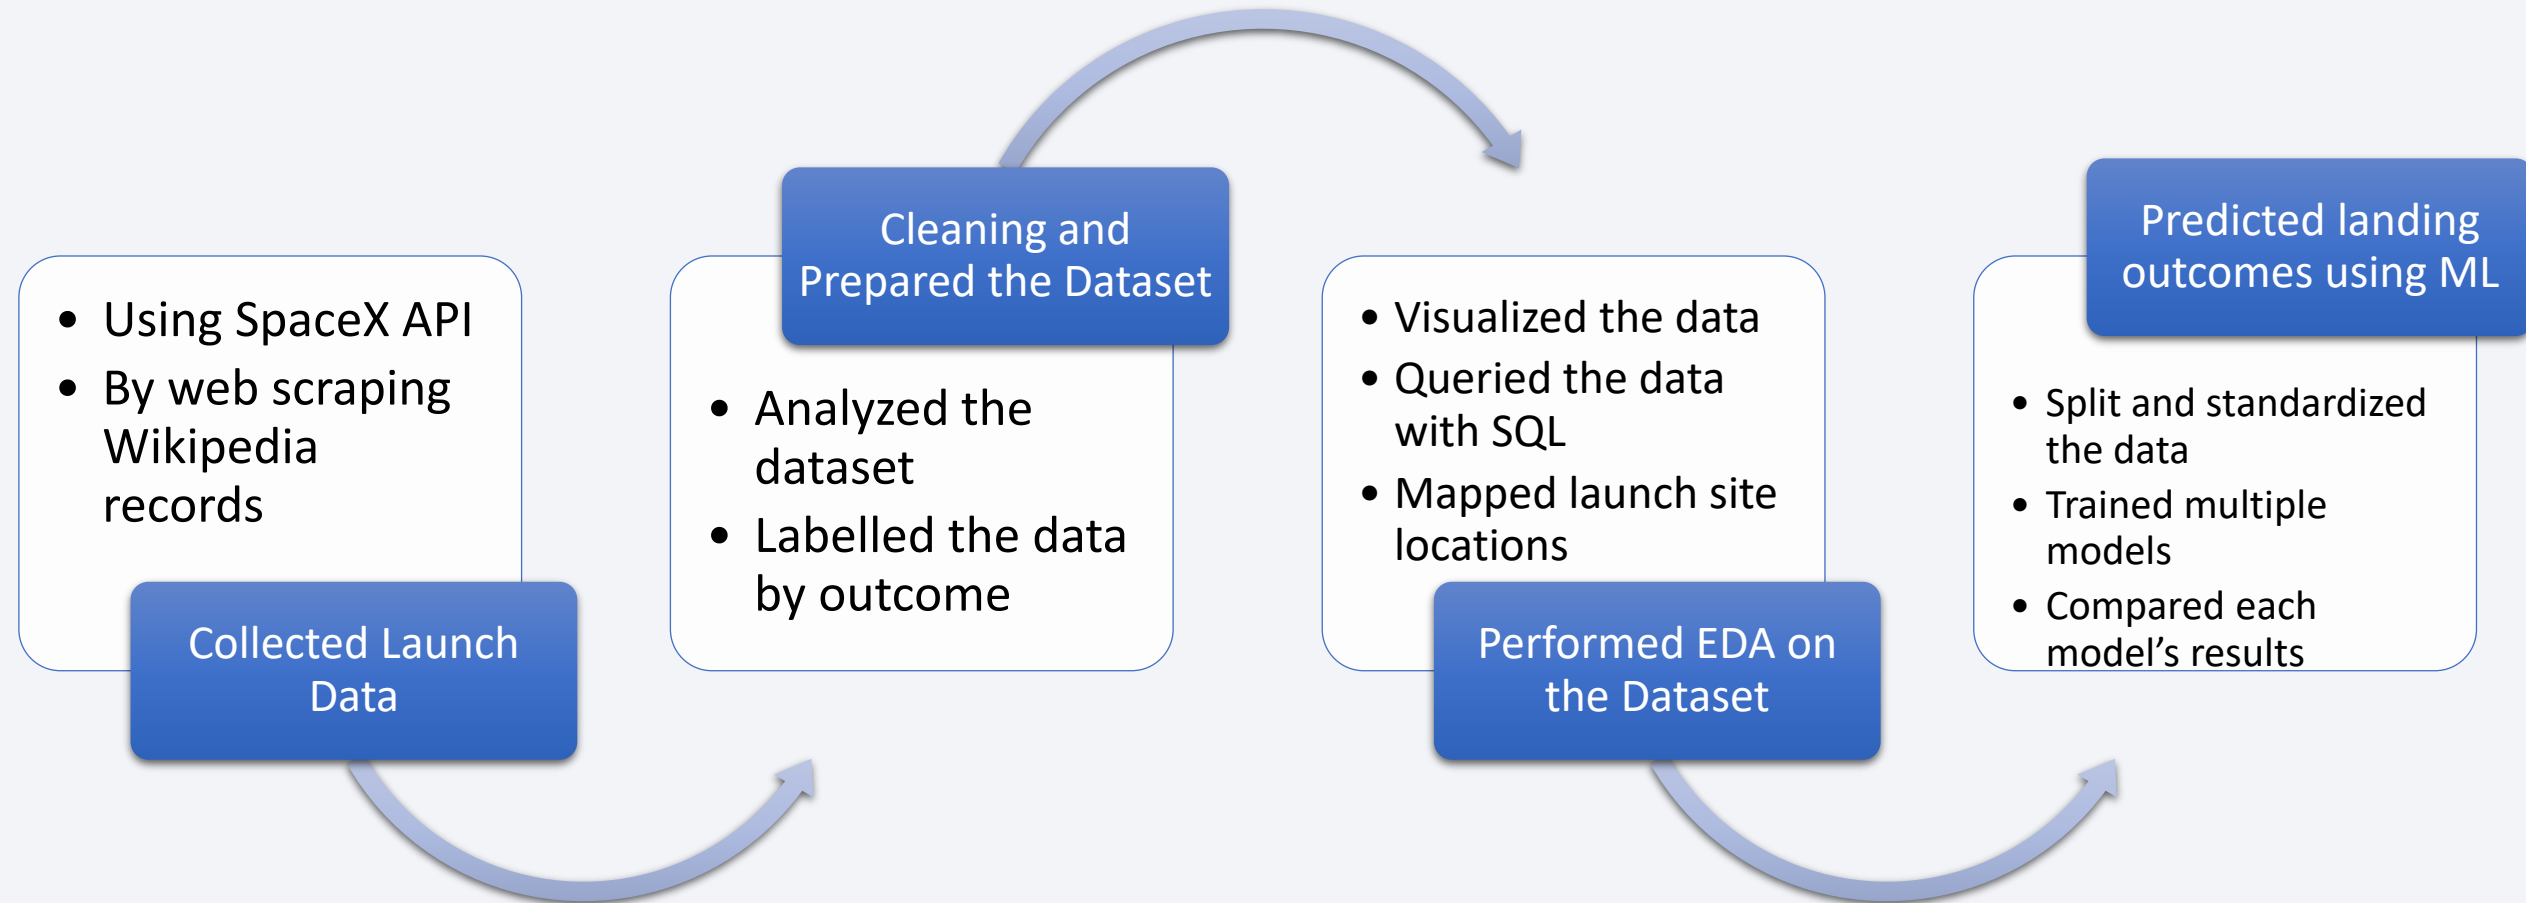 • Using SpaceX API
• By web scraping
Wikipedia
records
Collected Launch
Data
Cleaning and
Prepared the Dataset
• Analyzed the
dataset
• Labelled the data
by outcome
• Visualized the data
• Queried the data
with SQL
• Mapped launch site
locations
Performed EDA on
the Dataset
Predicted landing
outcomes using ML
• Split and standardized
the data
• Trained multiple
models
• Compared each
model’s results